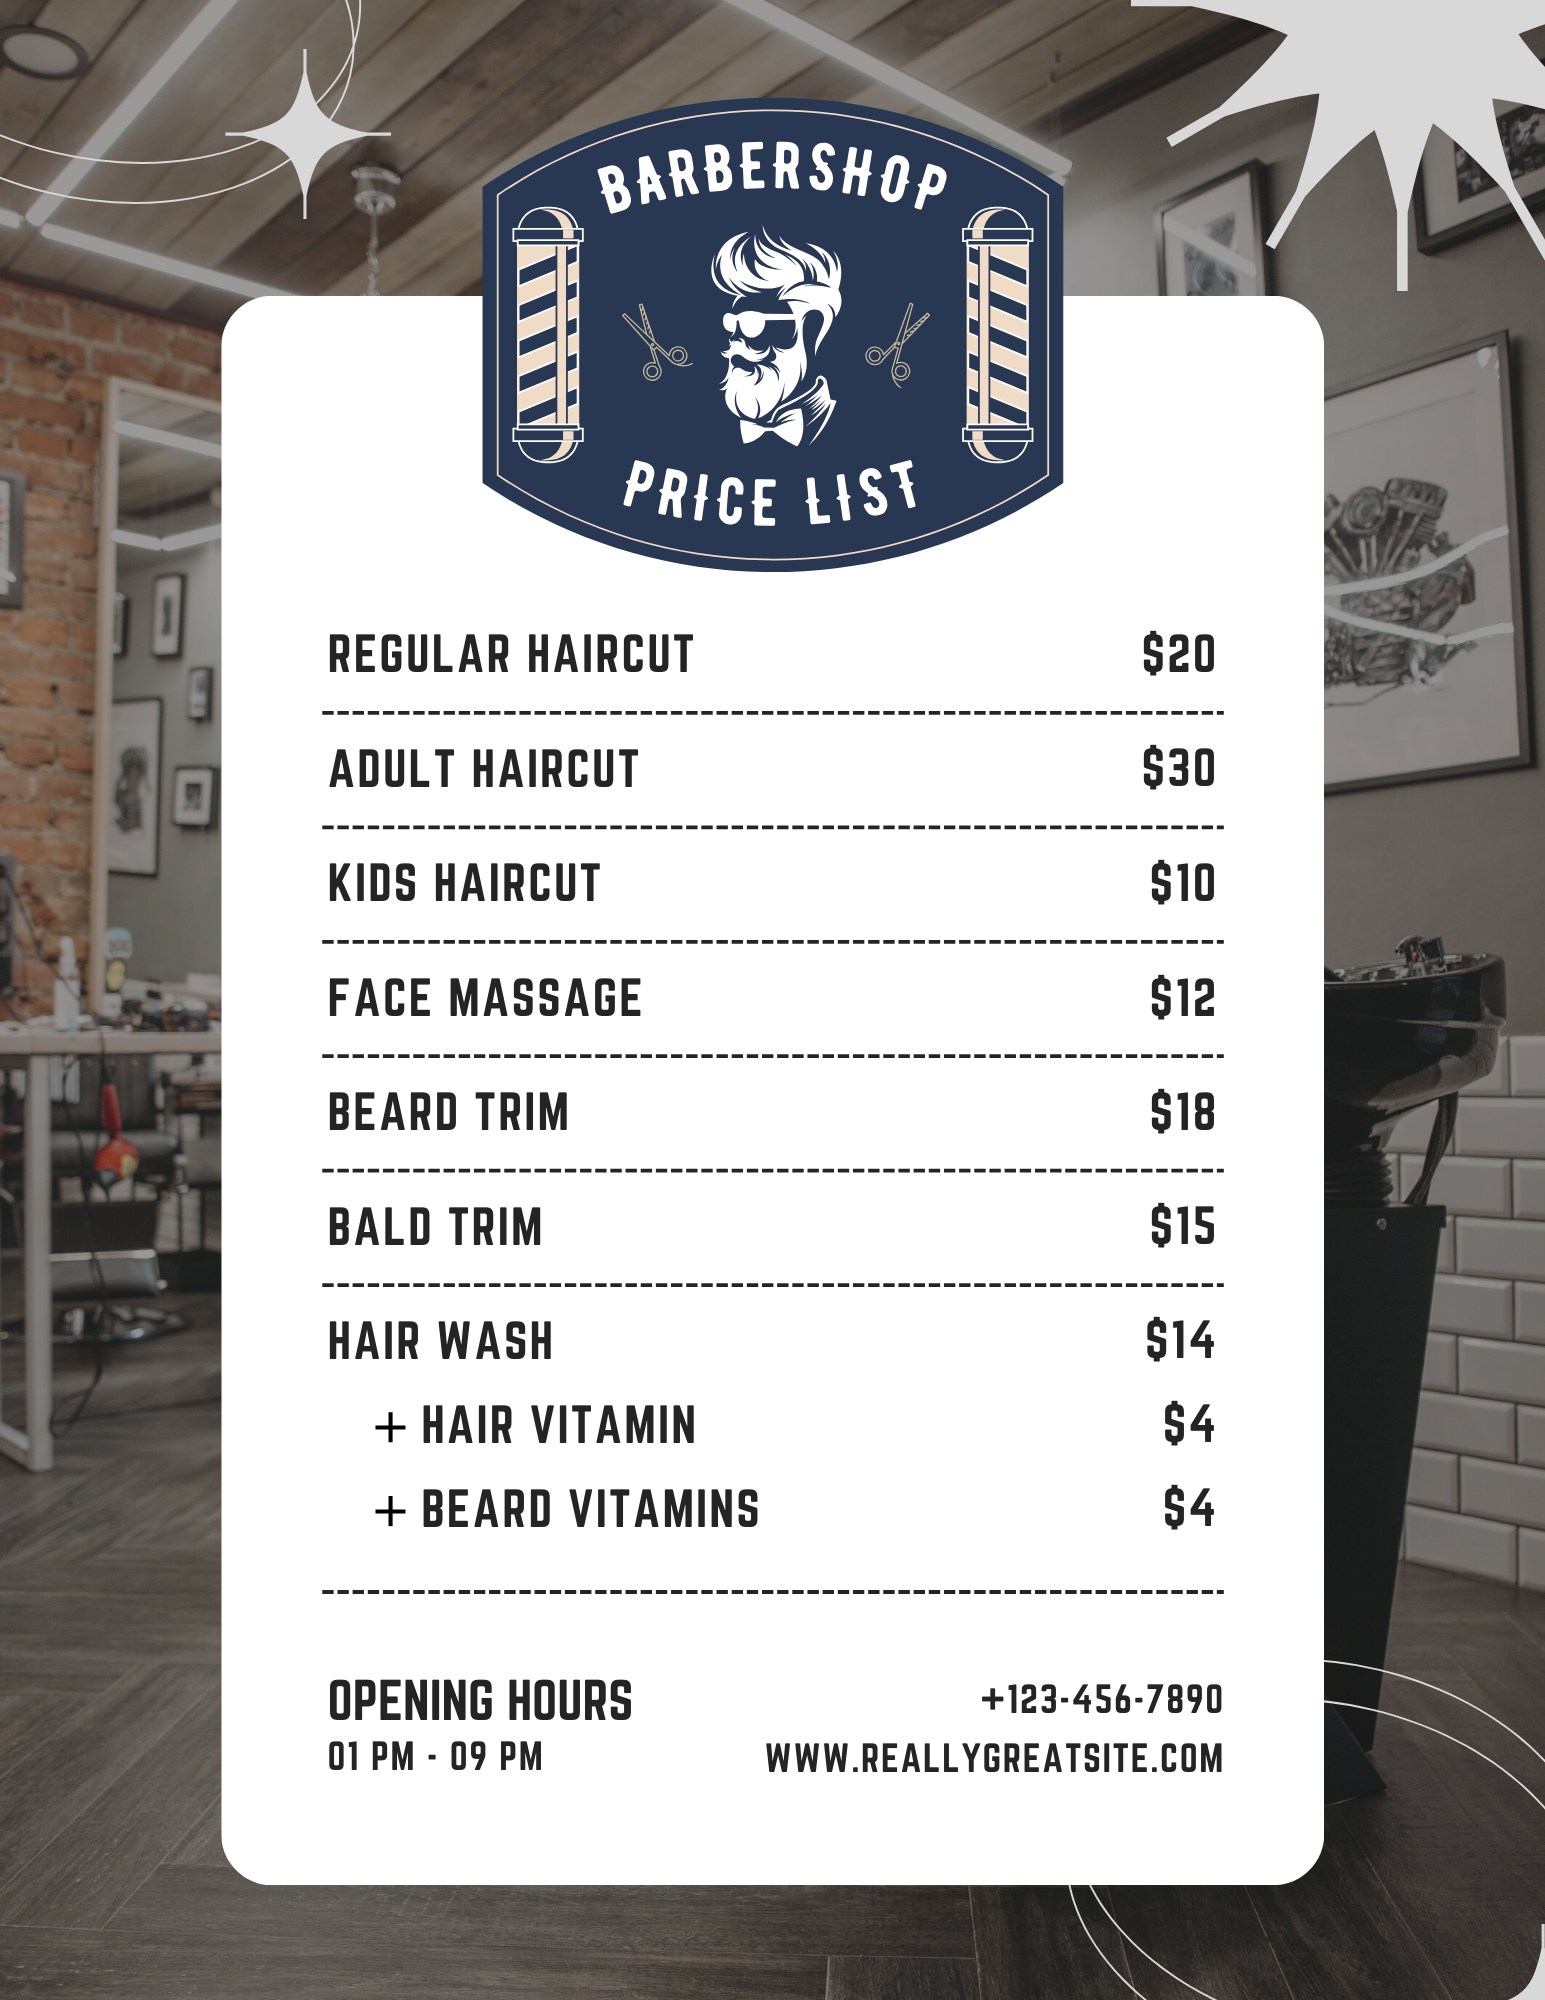 BARBERSHOP
PRICE LIST
REGULAR HAIRCUT $20
ADULT HAIRCUT $30
KIDS HAIRCUT $10
FACE MASSAGE $12
BEARD TRIM $18
BALD TRIM $15
HAIR WASH $14
+ HAIR VITAMIN $4
+ BEARD VITAMINS $4
OPENING HOURS
01 PM - 09 PM
+123-456-7890
WWW.REALLYGREATSITE.COM